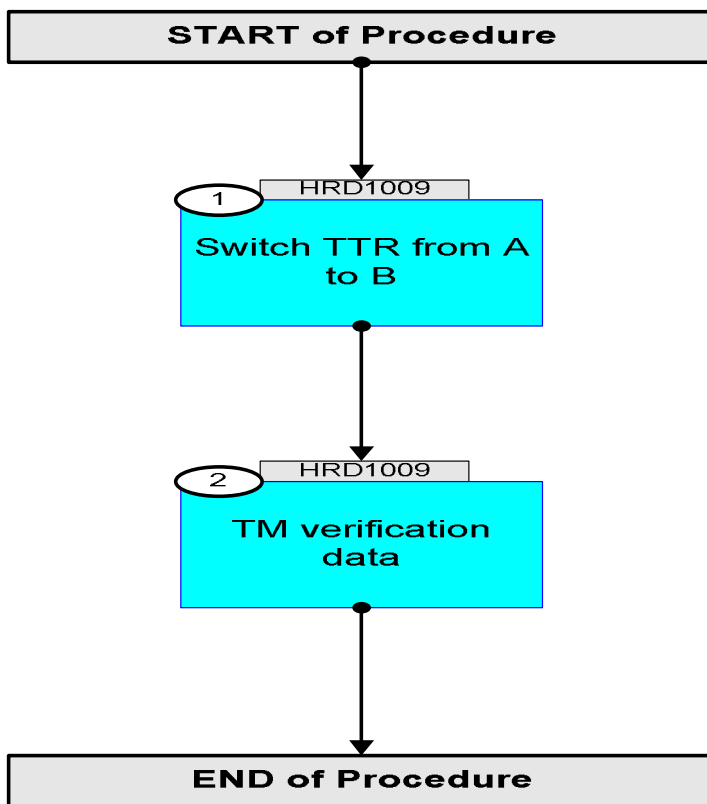 START of Procedure
HRD1009
1
Switch TTR from A
to B
HRD1009
2
TM verification
data
END of Procedure